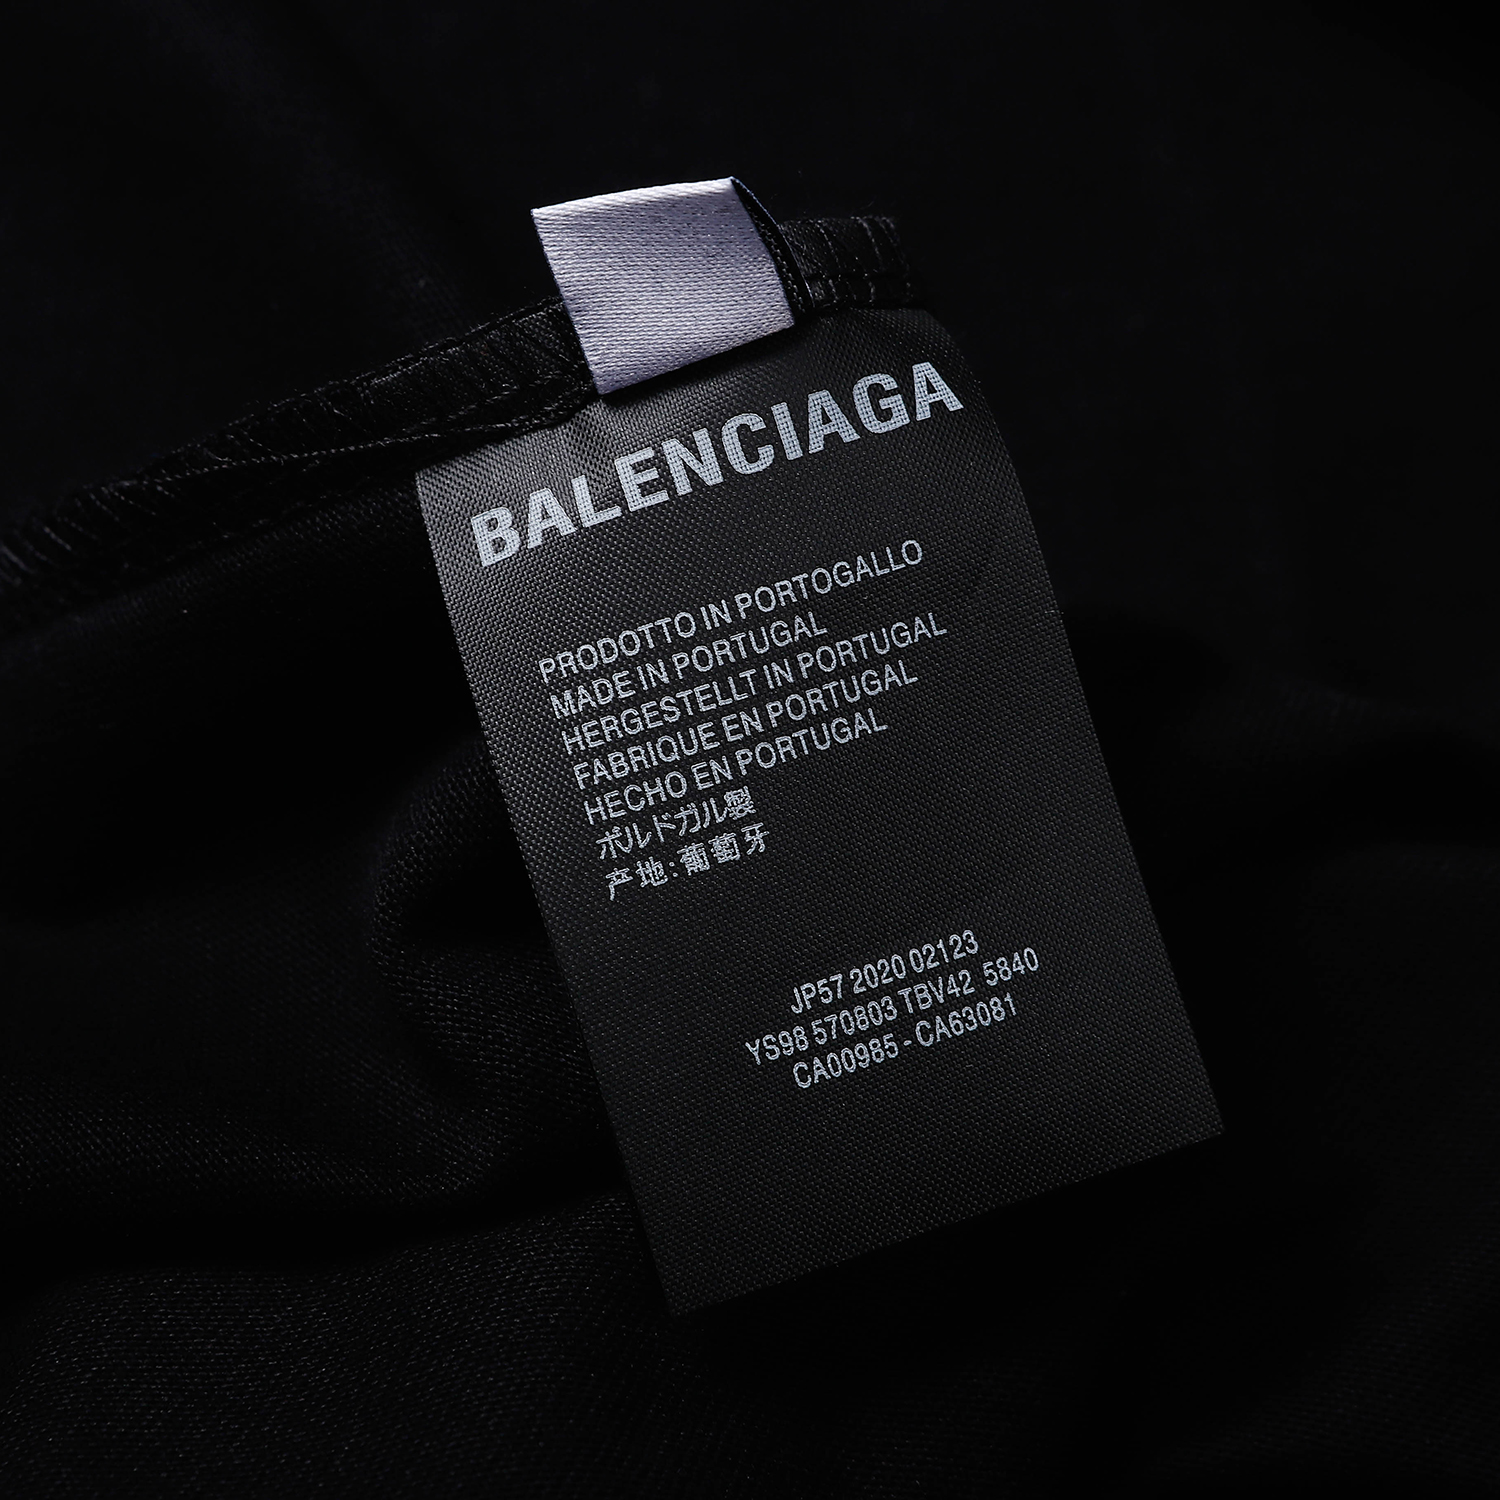 BALENCIAGA
PRODOTTO IN PORTOGALLO
MADE IN PORTUGAL
HERGESTELLT IN PORTUGAL
FABRIQUE EN PORTUGAL
HECHO EN PORTUGAL
ポルドガル製
产地:葡萄牙
JP57 2020 02123
YS98 570803 TBV42 5840
CA00985 - CA63081